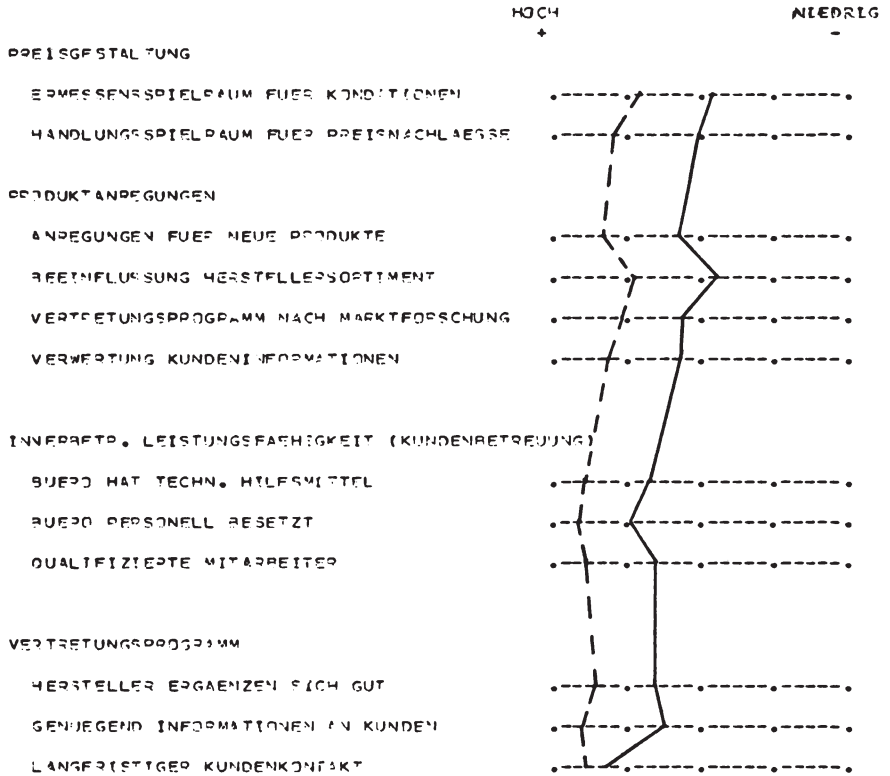 HOCH NIEDRIG
+ -
PREISGESTALTUNG
ERMESSENSSPIELRAUM FUER KONDITIONEN
HANDLUNGSSPIELRAUM FUER PREISNACHLAESSE
PRODUKTANREGUNGEN
ANREGUNGEN FUER NEUE PRODUKTE
BEEINFLUSSUNG HERSTELLERSORTIMENT
VERTRETUNGSPROGRAMM NACH MARKTFORSCHUNG
VERWERTUNG KUNDENINFORMATIONEN
INNERBETR. LEISTUNGSFAEHIGKEIT (KUNDENBETREUUNG)
BUERO HAT TECHN. HILFSMITTEL
BUERO PERSONELL BESETZT
QUALIFIZIERTE MITARBEITER
VERTRETUNGSPROGRAMM
HERSTELLER ERGAENZEN SICH GUT
GENUEGEND INFORMATIONEN AN KUNDEN
LANGFRISTIGER KUNDENKONTAKT